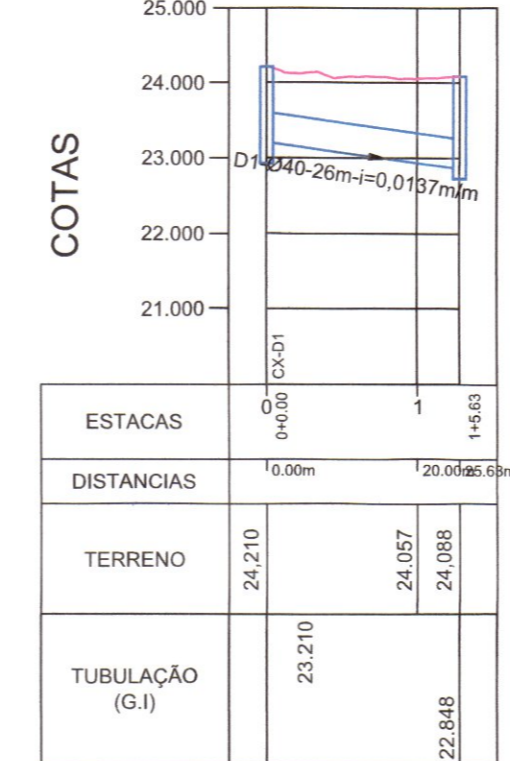 25.000
24.000
23.000
22.000
21.000
COTAS
D1-Ø40-26m-i=0,0137m/m
CX-D1
ESTACAS
0
0+0.00
1
1+5.63
DISTANCIAS
0.00m
20.00m
25.63m
TERRENO
24,210
24.057
24,088
TUBULAÇÃO
(G.I)
23.210
22.848